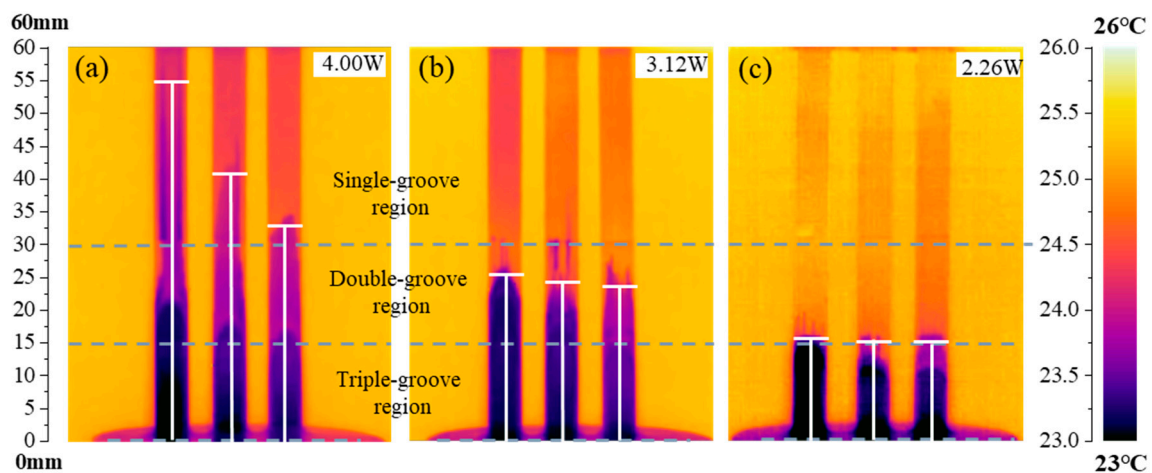 60mm
60
55
50
45
40
35
30
25
20
15
10
5
0
0mm
(a)
4.00W
(b)
3.12W
(c)
2.26W
Single-groove
region
Double-groove
region
Triple-groove
region
26°C
26.0
25.5
25.0
24.5
24.0
23.5
23.0
23°C